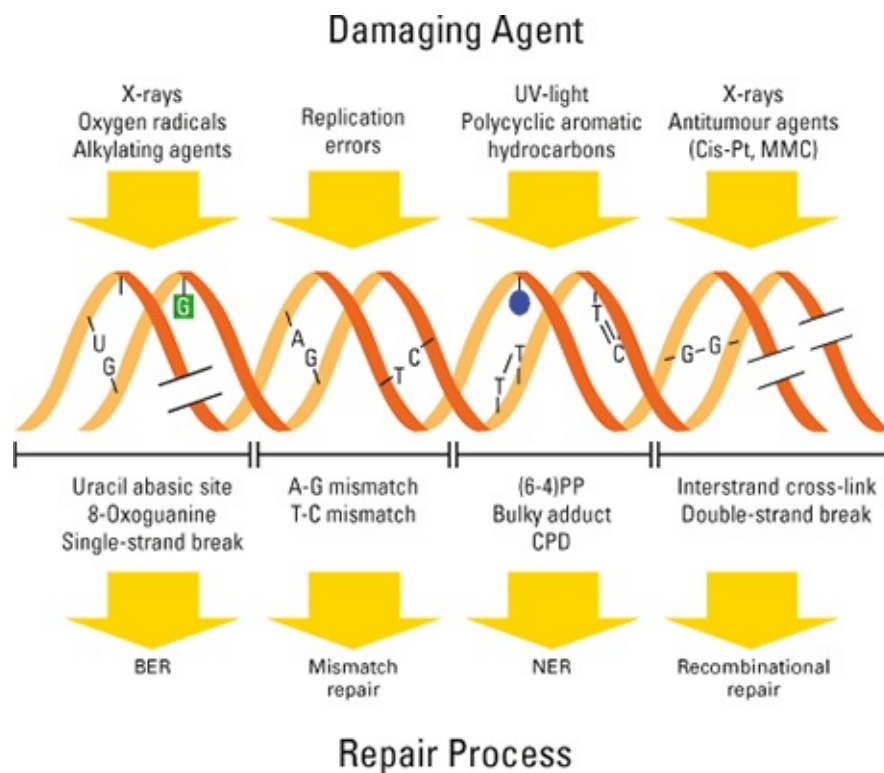 Damaging Agent
X-rays
Oxygen radicals
Alkylating agents
Replication
errors
UV-light
Polycyclic aromatic
hydrocarbons
X-rays
Antitumour agents
(Cis-Pt, MMC)
U
G
G
A
G
T
C
T
T
T
C
G-G
Uracil abasic site
8-Oxoguanine
Single-strand break
A-G mismatch
T-C mismatch
(6-4)PP
Bulky adduct
CPD
Interstrand cross-link
Double-strand break
BER
Mismatch
repair
NER
Recombinational
repair
Repair Process